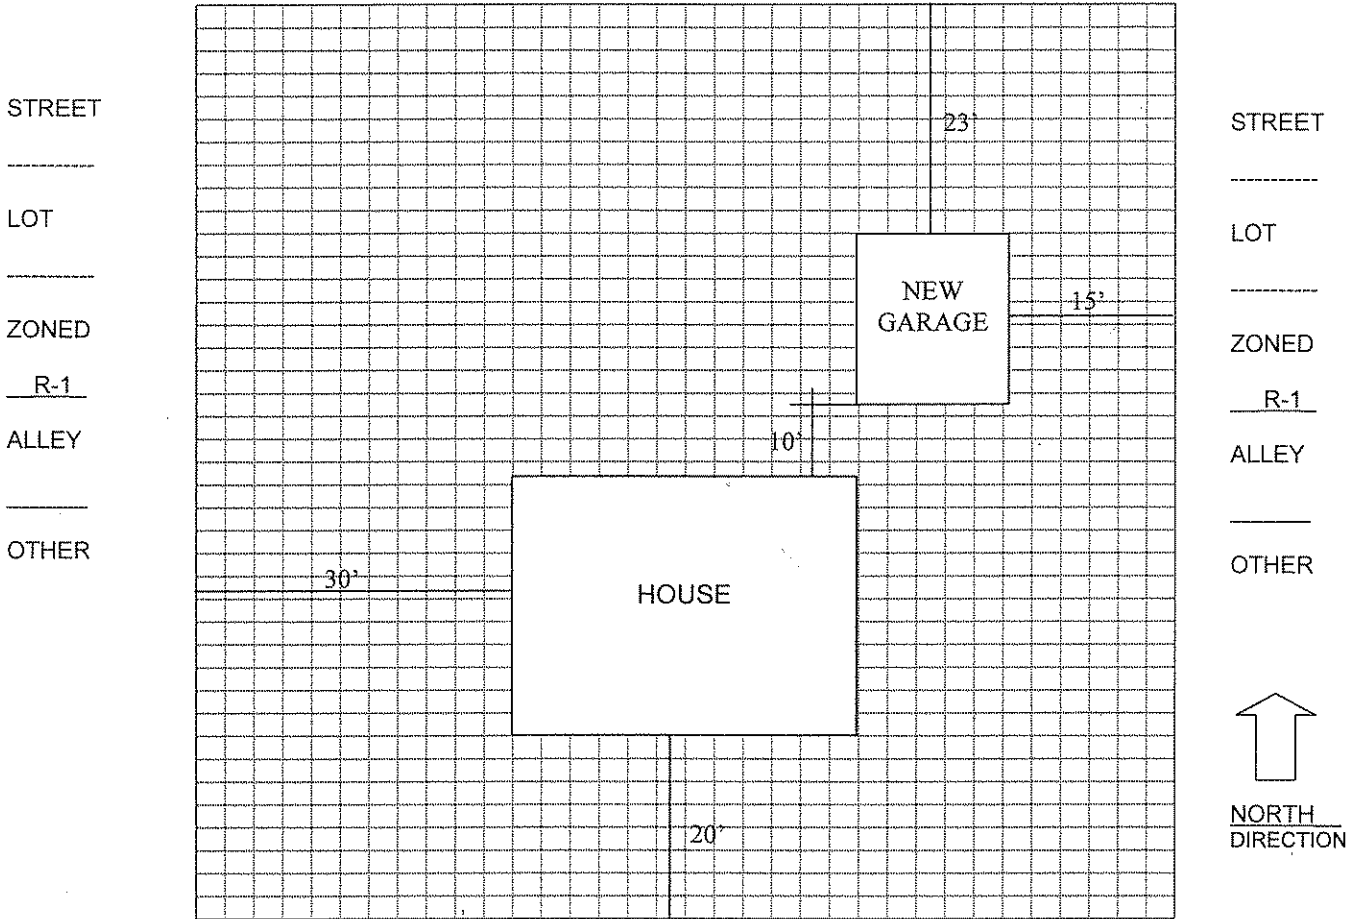 STREET
LOT
ZONED
R-1
ALLEY
OTHER
23'
NEW
GARAGE
15'
10'
30'
HOUSE
20'
STREET
LOT
ZONED
R-1
ALLEY
OTHER
NORTH
DIRECTION